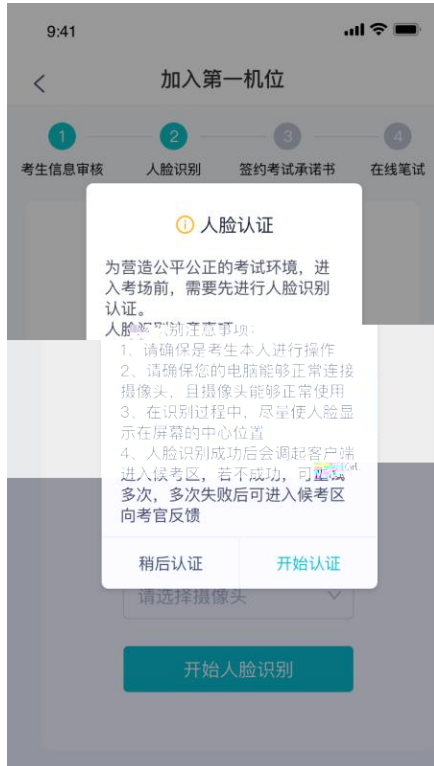 9:41
加入第一机位
1
2
3
4
考生信息审核
人脸识别
签约考试承诺书
在线笔试
人脸认证
为营造公平公正的考试环境，进
入考场前，需要先进行人脸识别
认证。
人脸识别注意事项：
1、请确保是考生本人进行操作
2、请确保您的电脑能够正常连接
摄像头，且摄像头能够正常使用
3、在识别过程中，尽量使人脸显
示在屏幕的中心位置
4、人脸识别成功后会调起客户端
进入候考区，若不成功，可
多次，多次失败后可进入候考区
向考官反馈
稍后认证
开始认证
请选择摄像头
开始人脸识别